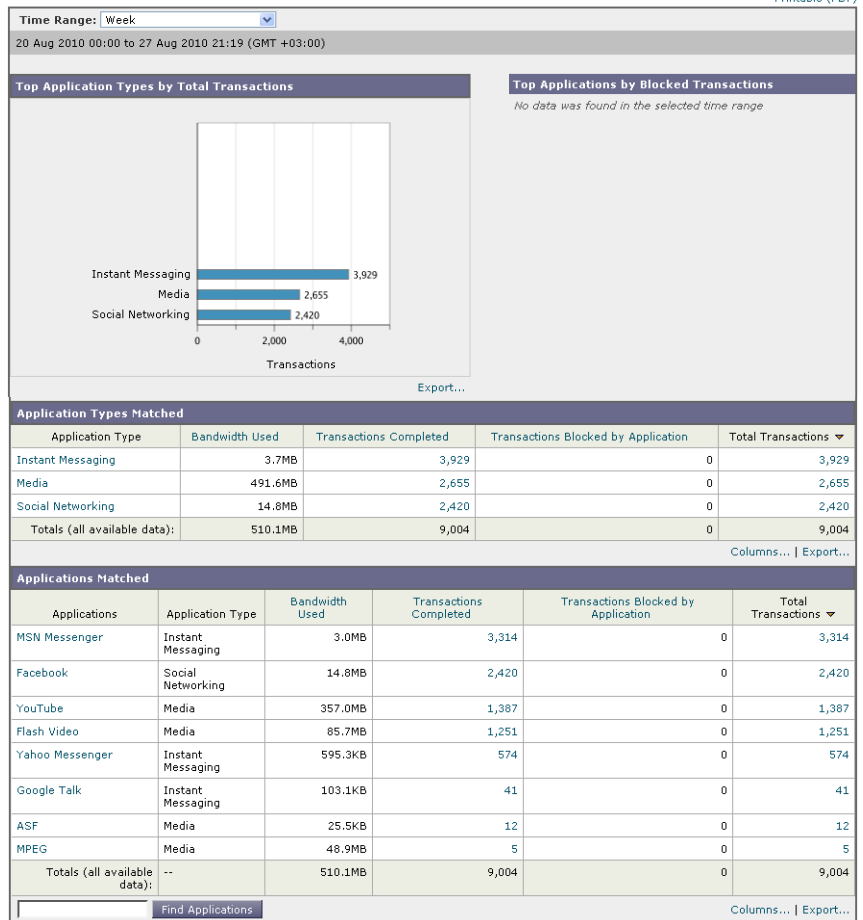 Printable (PDF)
Time Range: Week
20 Aug 2010 00:00 to 27 Aug 2010 21:19 (GMT +03:00)
Top Application Types by Total Transactions
Instant Messaging 3,929
Media 2,655
Social Networking 2,420
0 2,000 4,000
Transactions
Export...
Top Applications by Blocked Transactions
No data was found in the selected time range
Application Types Matched
Application Type Bandwidth Used Transactions Completed Transactions Blocked by Application Total Transactions
Instant Messaging 3.7MB 3,929 0 3,929
Media 491.6MB 2,655 0 2,655
Social Networking 14.8MB 2,420 0 2,420
Totals (all available data): 510.1MB 9,004 0 9,004
Columns... | Export...
Applications Matched
Applications Application Type Bandwidth Used Transactions Completed Transactions Blocked by Application Total Transactions
MSN Messenger Instant Messaging 3.0MB 3,314 0 3,314
Facebook Social Networking 14.8MB 2,420 0 2,420
YouTube Media 357.0MB 1,387 0 1,387
Flash Video Media 85.7MB 1,251 0 1,251
Yahoo Messenger Instant Messaging 595.3KB 574 0 574
Google Talk Instant Messaging 103.1KB 41 0 41
ASF Media 25.5KB 12 0 12
MPEG Media 48.9MB 5 0 5
Totals (all available data): -- 510.1MB 9,004 0 9,004
Find Applications
Columns... | Export...